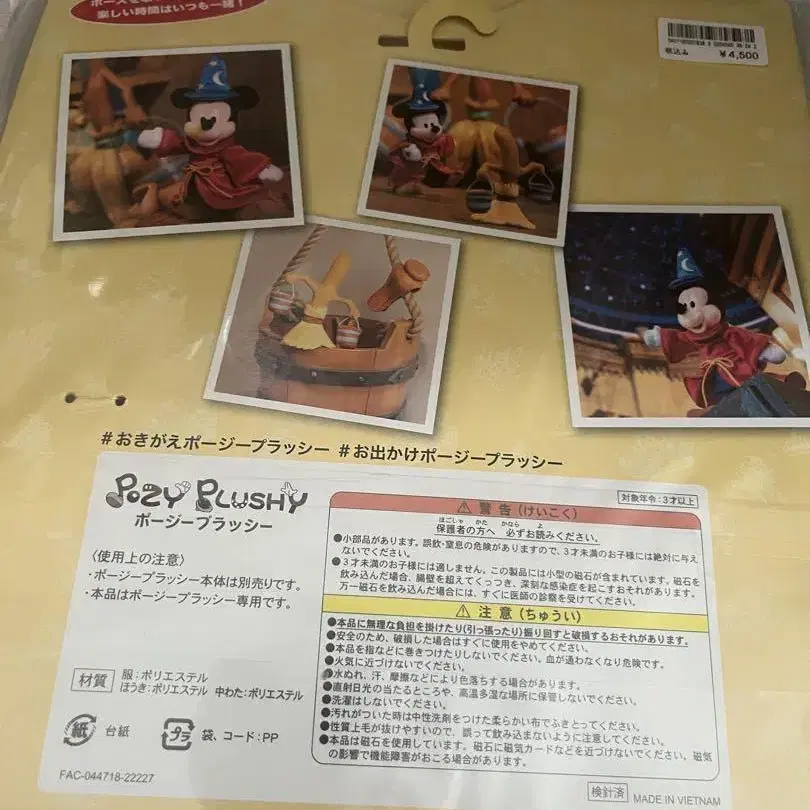 楽しい時間はいつも一緒！
税込み ￥4,500
#おきがえポージープラッシー #お出かけポージープラッシー
POZY PLUSHY
ポージープラッシー
〈使用上の注意〉
・ポージープラッシー本体は別売りです。
・本品はポージープラッシー専用です。
材質 服：ポリエステル
ほうき：ポリエステル 中わた：ポリエステル
紙 台紙
プラ 袋、コード：PP
FAC-044718-22227
対象年令：3才以上
⚠ 警告（けいこく）
ほごしゃ かた かなら よ
保護者の方へ 必ずお読みください。
●小部品があります。誤飲・窒息の危険がありますので、3才未満のお子様には絶対に与え
ないでください。
●3才未満のお子様には適しません。この製品には小型の磁石が含まれています。磁石を
飲み込んだ場合、腸壁を超えてくっつき、深刻な感染症を起こすおそれがあります。
万一磁石を飲み込んだ場合には、すぐに医師の診察を受けてください。
⚠ 注意（ちゅうい）
●本品に無理な負担を掛けたり(引っ張ったり)振り回すと破損するおそれがあります。
●安全のため、破損した場合はすぐに使用をやめてください。
●本品を指などに巻きつけたりしないでください。血が通わなくなり危険です。
●火気に近づけないでください。
●水ぬれ、汗、摩擦などにより色落ちする場合があります。
●直射日光の当たるところや、高温多湿な場所に保管しないでください。
●洗濯はしないでください。
●汚れがついた時は中性洗剤をつけた柔らかい布でふきとってください。
●性質上毛が抜けやすいので、誤って飲み込まないように注意してください。
●本品は磁石を使用しています。磁石に磁気カードなどを近づけないでください。磁気
の影響で機能障害がおこる場合があります。
検針済 MADE IN VIETNAM